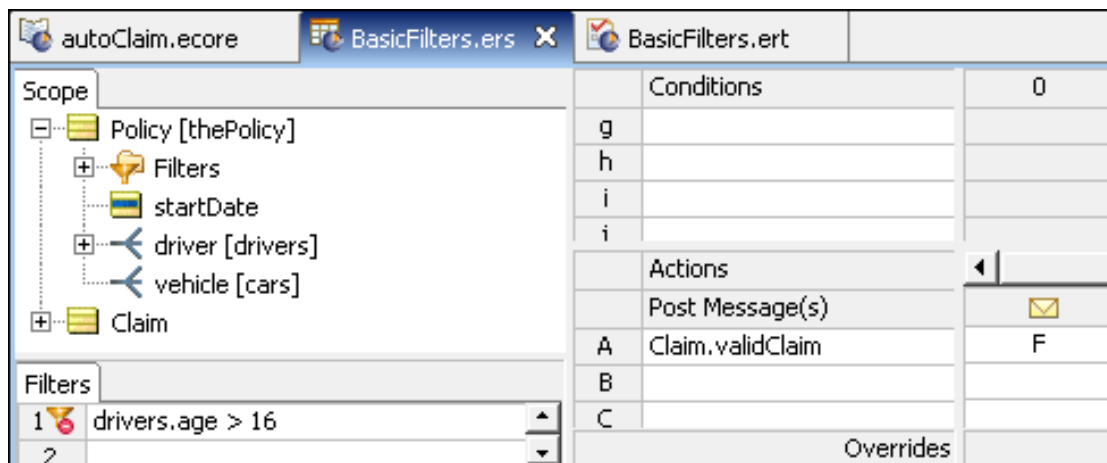 autoClaim.ecore
BasicFilters.ers
BasicFilters.ert
Scope
Policy [thePolicy]
Filters
startDate
driver [drivers]
vehicle [cars]
Claim
Filters
1 drivers.age > 16
2
Conditions 0
g
h
i
j
Actions
Post Message(s)
A Claim.validClaim F
B
C
Overrides